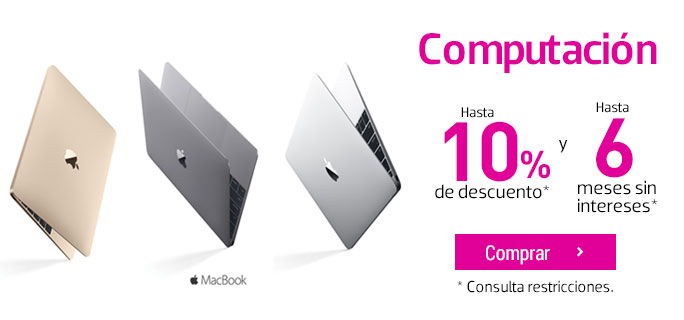 Computación
Hasta
10%
de descuento*
y
Hasta
6
meses sin
intereses*
Comprar >
* Consulta restricciones.
MacBook